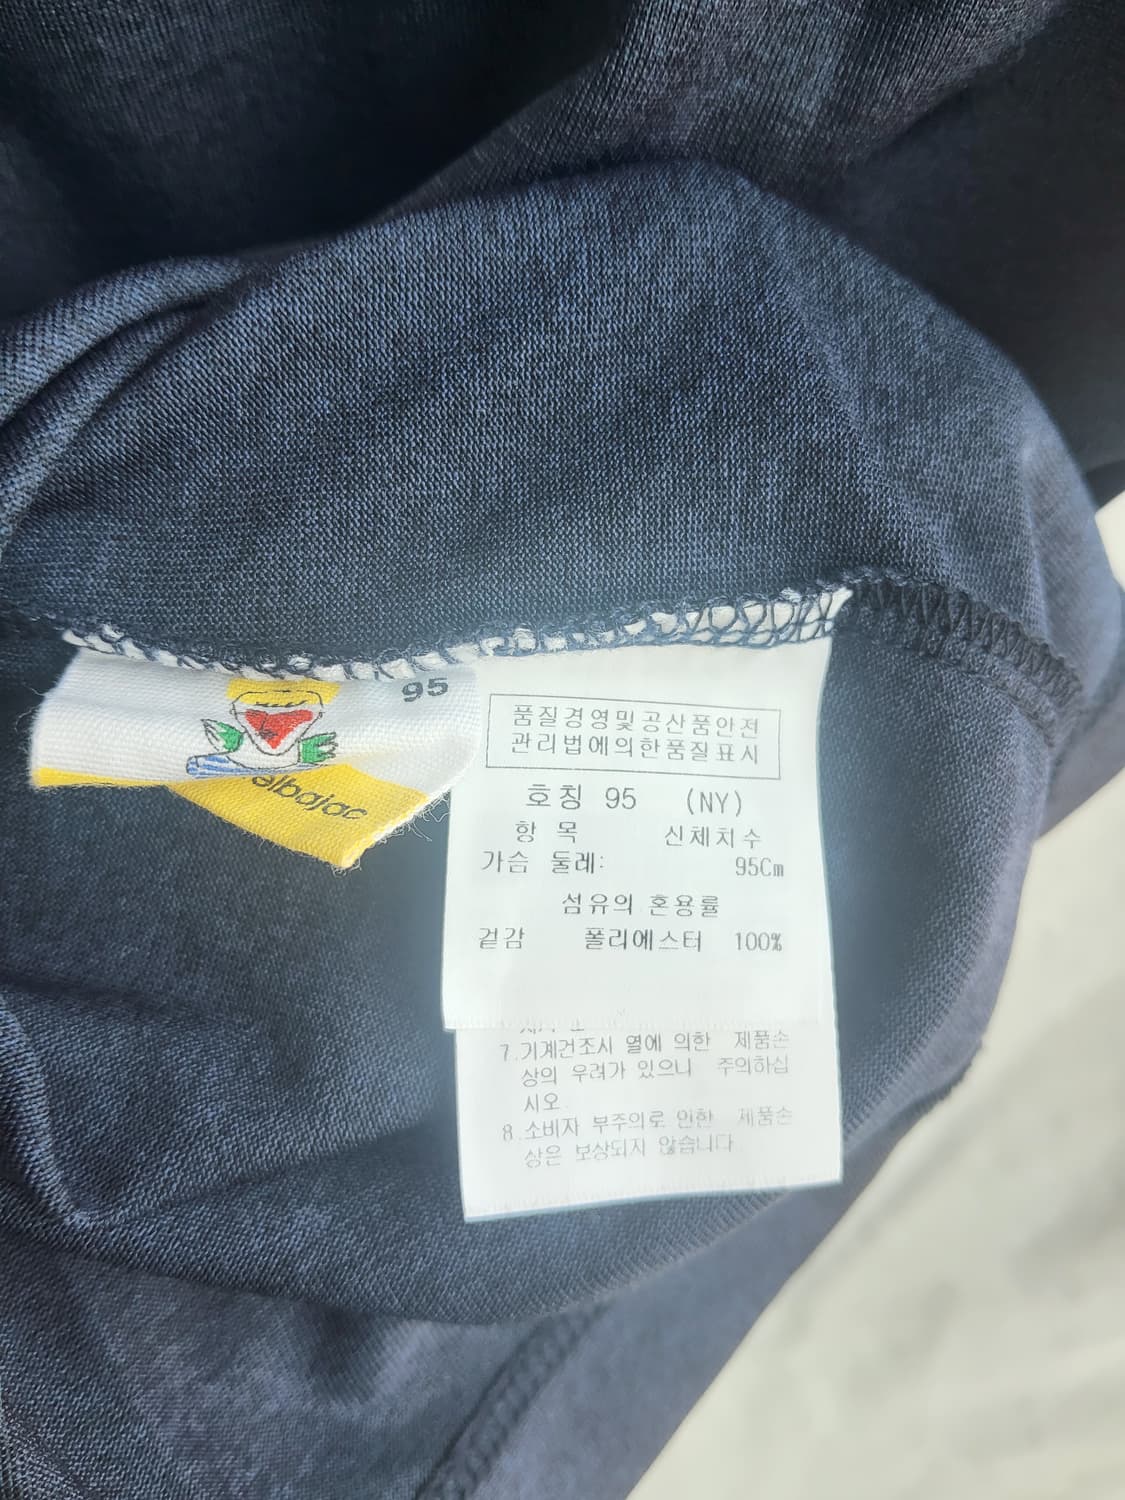 95
elbajac
품질경영및공산품안전
관리법에의한품질표시
호칭 95 (NY)
항 목 신체치수
가슴 둘레: 95Cm
섬유의 혼용률
겉감 폴리에스터 100%
7.기계건조시 열에 의한 제품손
상의 우려가 있으니 주의하십
시오.
8.소비자 부주의로 인한 제품손
상은 보상되지 않습니다